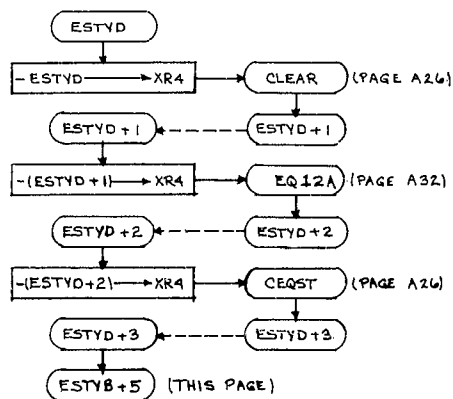 ESTYD
-ESTYD → XR4 CLEAR (PAGE A26)
ESTYD+1 ESTYD+1
-(ESTYD+1) → XR4 EQ12A (PAGE A32)
ESTYD+2 ESTYD+2
-(ESTYD+2) → XR4 CEQST (PAGE A26)
ESTYD+3 ESTYD+3
ESTYB+5 (THIS PAGE)